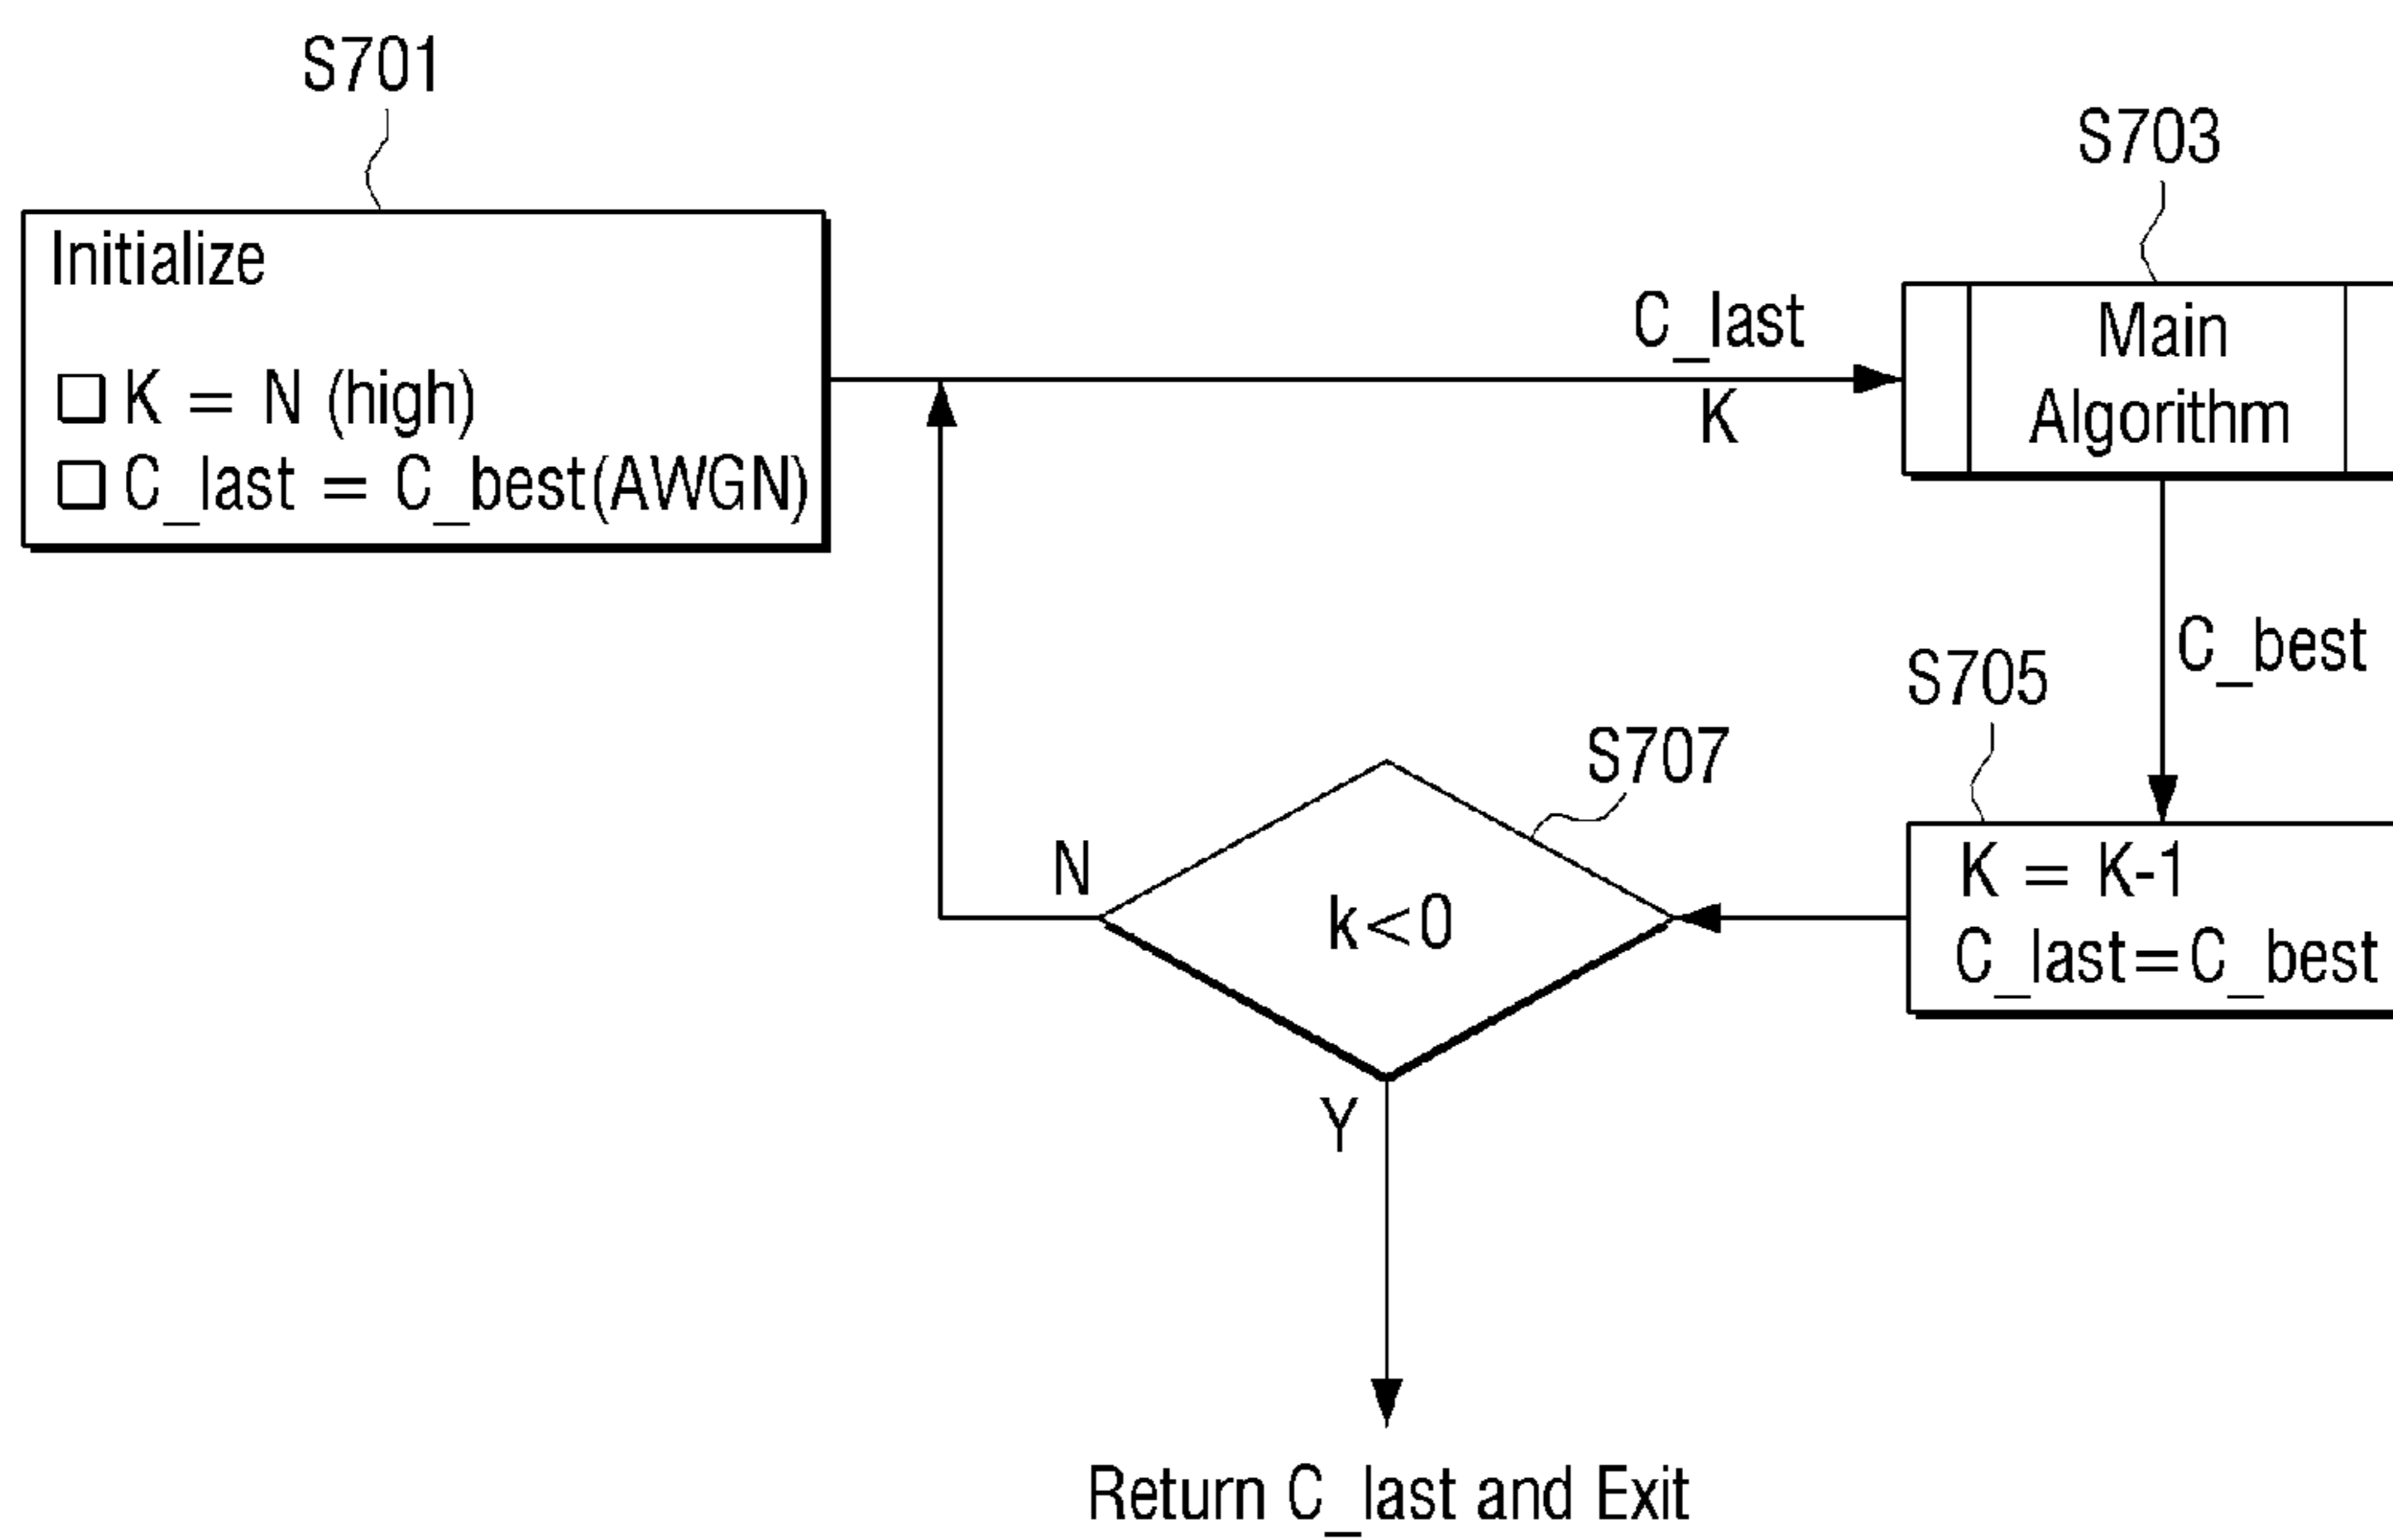 S701
Initialize
□ K = N (high)
□ C_last = C_best(AWGN)
C_last
K
S703
Main
Algorithm
C_best
S705
K = K-1
C_last=C_best
S707
k<0
N
Y
Return C_last and Exit